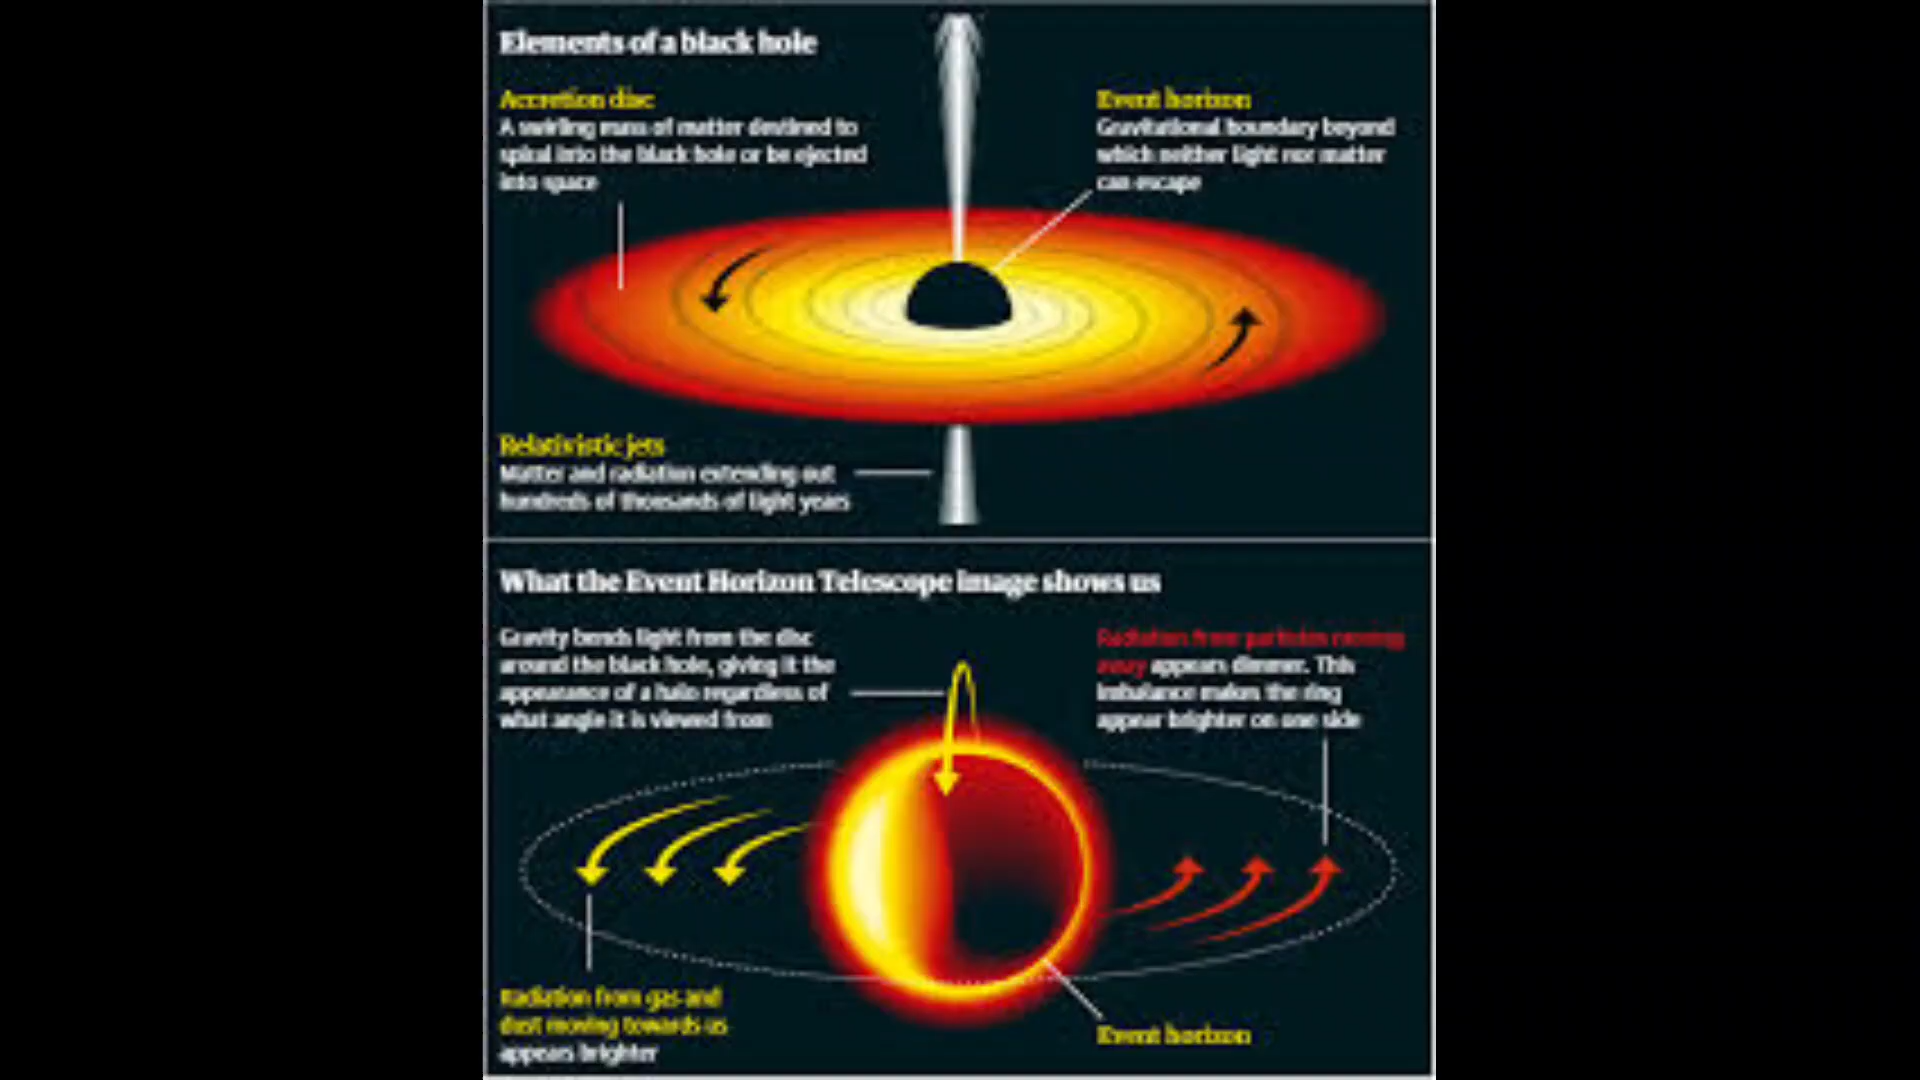 Elements of a black hole
Accretion disc
A swirling mass of matter destined to
spiral into the black hole or be ejected
into space
Event horizon
Gravitational boundary beyond
which neither light nor matter
can escape
Relativistic jets
Matter and radiation extending out
hundreds of thousands of light years
What the Event Horizon Telescope image shows us
Gravity bends light from the disc
around the black hole, giving it the
appearance of a halo regardless of
what angle it is viewed from
Radiation from particles moving
away appears dimmer. This
imbalance makes the ring
appear brighter on one side
Radiation from gas and
dust moving towards us
appears brighter
Event horizon